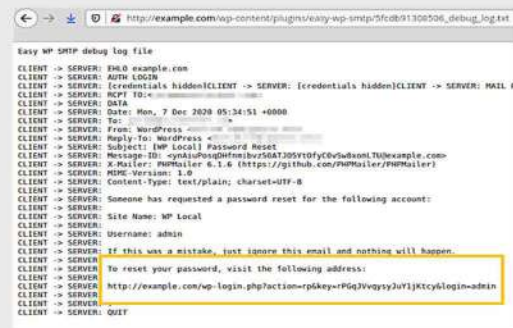 http://example.com/wp-content/plugins/easy-wp-smtp/5fcdb91308506_debug_log.txt
Easy WP SMTP debug log file
CLIENT -> SERVER: EHLO example.com
CLIENT -> SERVER: AUTH LOGIN
CLIENT -> SERVER: [credentials hidden]CLIENT -> SERVER: [credentials hidden]CLIENT -> SERVER: MAIL
CLIENT -> SERVER: RCPT TO:<
CLIENT -> SERVER: DATA
CLIENT -> SERVER: Date: Mon, 7 Dec 2020 05:34:51 +0000
CLIENT -> SERVER: To:
CLIENT -> SERVER: From: WordPress
CLIENT -> SERVER: Reply-To: WordPress
CLIENT -> SERVER: Subject: [WP Local] Password Reset
CLIENT -> SERVER: Message-ID:
CLIENT -> SERVER: X-Mailer: PHPMailer 6.1.6 (https://github.com/PHPMailer/PHPMailer)
CLIENT -> SERVER: MIME-Version: 1.0
CLIENT -> SERVER: Content-Type: text/plain; charset=UTF-8
CLIENT -> SERVER:
CLIENT -> SERVER: Someone has requested a password reset for the following account:
CLIENT -> SERVER:
CLIENT -> SERVER: Site Name: WP Local
CLIENT -> SERVER:
CLIENT -> SERVER: Username: admin
CLIENT -> SERVER:
CLIENT -> SERVER: If this was a mistake, just ignore this email and nothing will happen.
CLIENT -> SERVER
CLIENT -> SERVER To reset your password, visit the following address:
CLIENT -> SERVER
CLIENT -> SERVER http://example.com/wp-login.php?action=rp&key=rPGqJVvqysyJuY1jKtcy&login=admin
CLIENT -> SERVER
CLIENT -> SERVER:
CLIENT -> SERVER: QUIT